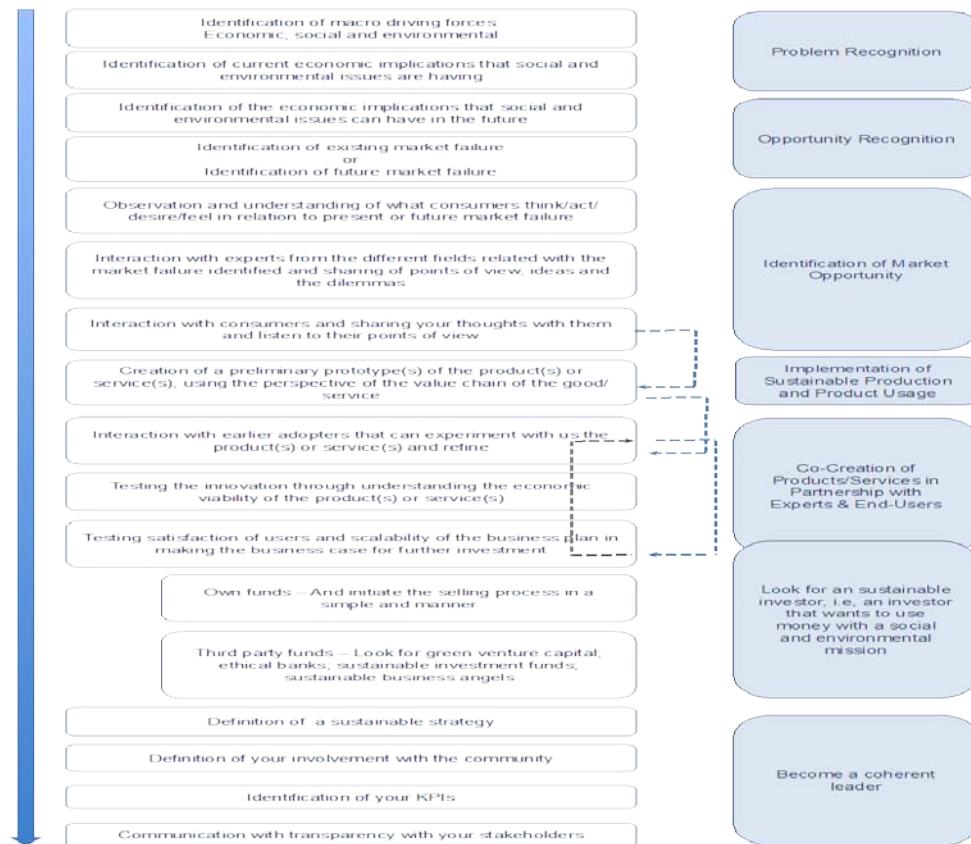 Identification of macro driving forces:
Economic, social and environmental
Identification of current economic implications that social and
environmental issues are having
Identification of the economic implications that social and
environmental issues can have in the future
Identification of existing market failure
or
Identification of future market failure
Observation and understanding of what consumers think/act/
desire/feel in relation to present or future market failure
Interaction with experts from the different fields related with the
market failure identified and sharing of points of view, ideas and
the dilemmas
Interaction with consumers and sharing your thoughts with them
and listen to their points of view
Creation of a preliminary prototype(s) of the product(s) or
service(s), using the perspective of the value chain of the good/
service
Interaction with earlier adopters that can experiment with us the
product(s) or service(s) and refine
Testing the innovation through understanding the economic
viability of the product(s) or service(s)
Testing satisfaction of users and scalability of the business plan in
making the business case for further investment
Own funds – And initiate the selling process in a
simple and manner
Third party funds – Look for green venture capital,
ethical banks, sustainable investment funds,
sustainable business angels
Definition of a sustainable strategy
Definition of your involvement with the community
Identification of your KPIs
Communication with transparency with your stakeholders
Problem Recognition
Opportunity Recognition
Identification of Market
Opportunity
Implementation of
Sustainable Production
and Product Usage
Co-Creation of
Products/Services in
Partnership with
Experts & End-Users
Look for an sustainable
investor, i.e, an investor
that wants to use
money with a social
and environmental
mission
Become a coherent
leader